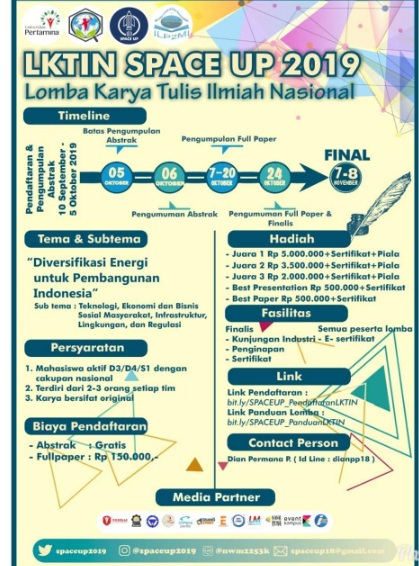 Pertamina
SPACE UP
ILP2MI
LKTIN SPACE UP 2019
Lomba Karya Tulis Ilmiah Nasional
Timeline
Pendaftaran &
Pengumpulan
Abstrak
10 September -
5 Oktober 2019
Batas Pengumpulan
Abstrak
Pengumpulan Full Paper
05
OKTOBER
06
OKTOBER
7-20
OKTOBER
24
OKTOBER
FINAL
7-8
NOVEMBER
Pengumuman Abstrak
Pengumuman Full Paper &
Finalis
Tema & Subtema
"Diversifikasi Energi
untuk Pembangunan
Indonesia"
Sub tema : Teknologi, Ekonomi dan Bisnis
Sosial Masyarakat, Infrastruktur,
Lingkungan, dan Regulasi
Persyaratan
1. Mahasiswa aktif D3/D4/S1 dengan
cakupan nasional
2. Terdiri dari 2-3 orang setiap tim
3. Karya bersifat original
Biaya Pendaftaran
- Abstrak : Gratis
- Fullpaper : Rp 150.000,-
Hadiah
- Juara 1 Rp 5.000.000+Sertifikat+Piala
- Juara 2 Rp 3.500.000+Sertifikat+Piala
- Juara 3 Rp 2.000.000+Sertifikat+Piala
- Best Presentation Rp 500.000+Sertifikat
- Best Paper Rp 500.000+Sertifikat
Fasilitas
Finalis
- Kunjungan Industri
- Penginapan
- Sertifikat
Semua peserta lomba
- E- sertifikat
Link
Link Pendaftaran :
bit.ly/SPACEUP_PendaftaranLKTIN
Link Panduan Lomba :
bit.ly/SPACEUP_PanduanLKTIN
Contact Person
Dian Permana P. ( Id Line : dianpp18 )
Media Partner
event
kampus
spaceup2019
@spaceup2019
@nwm2253k
spaceup18@gmail.com